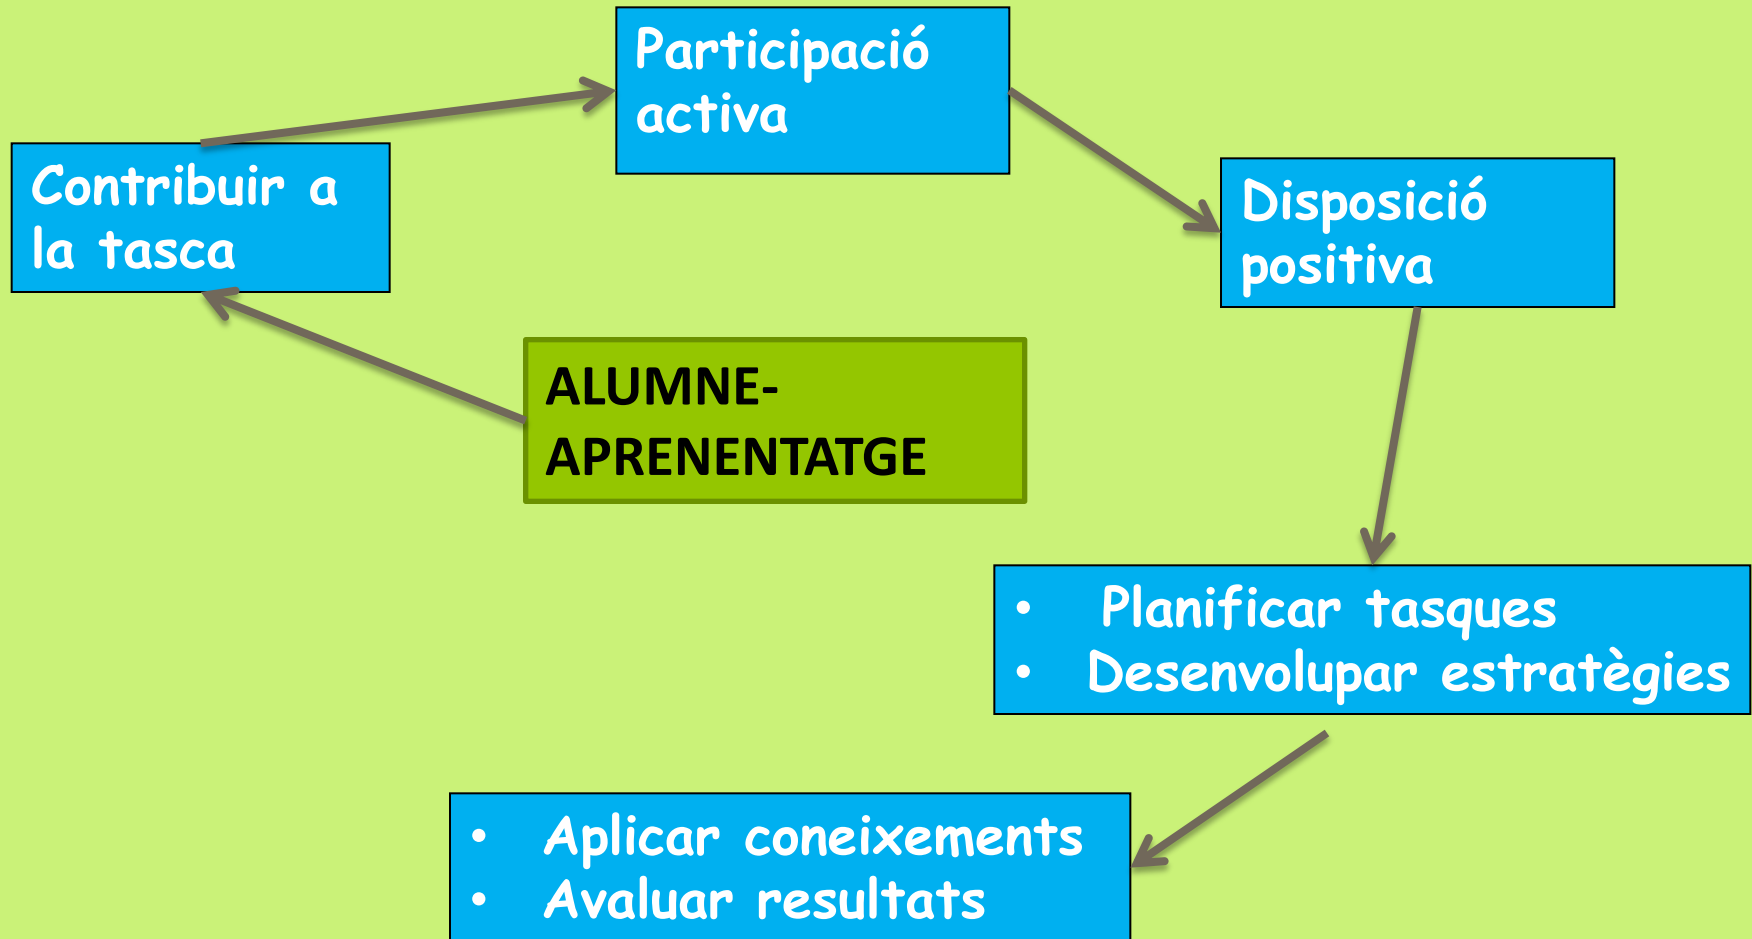 Participació
activa
Contribuir a
la tasca
Disposició
positiva
ALUMNE-
APRENENTATGE
• Planificar tasques
• Desenvolupar estratègies
• Aplicar coneixements
• Avaluar resultats